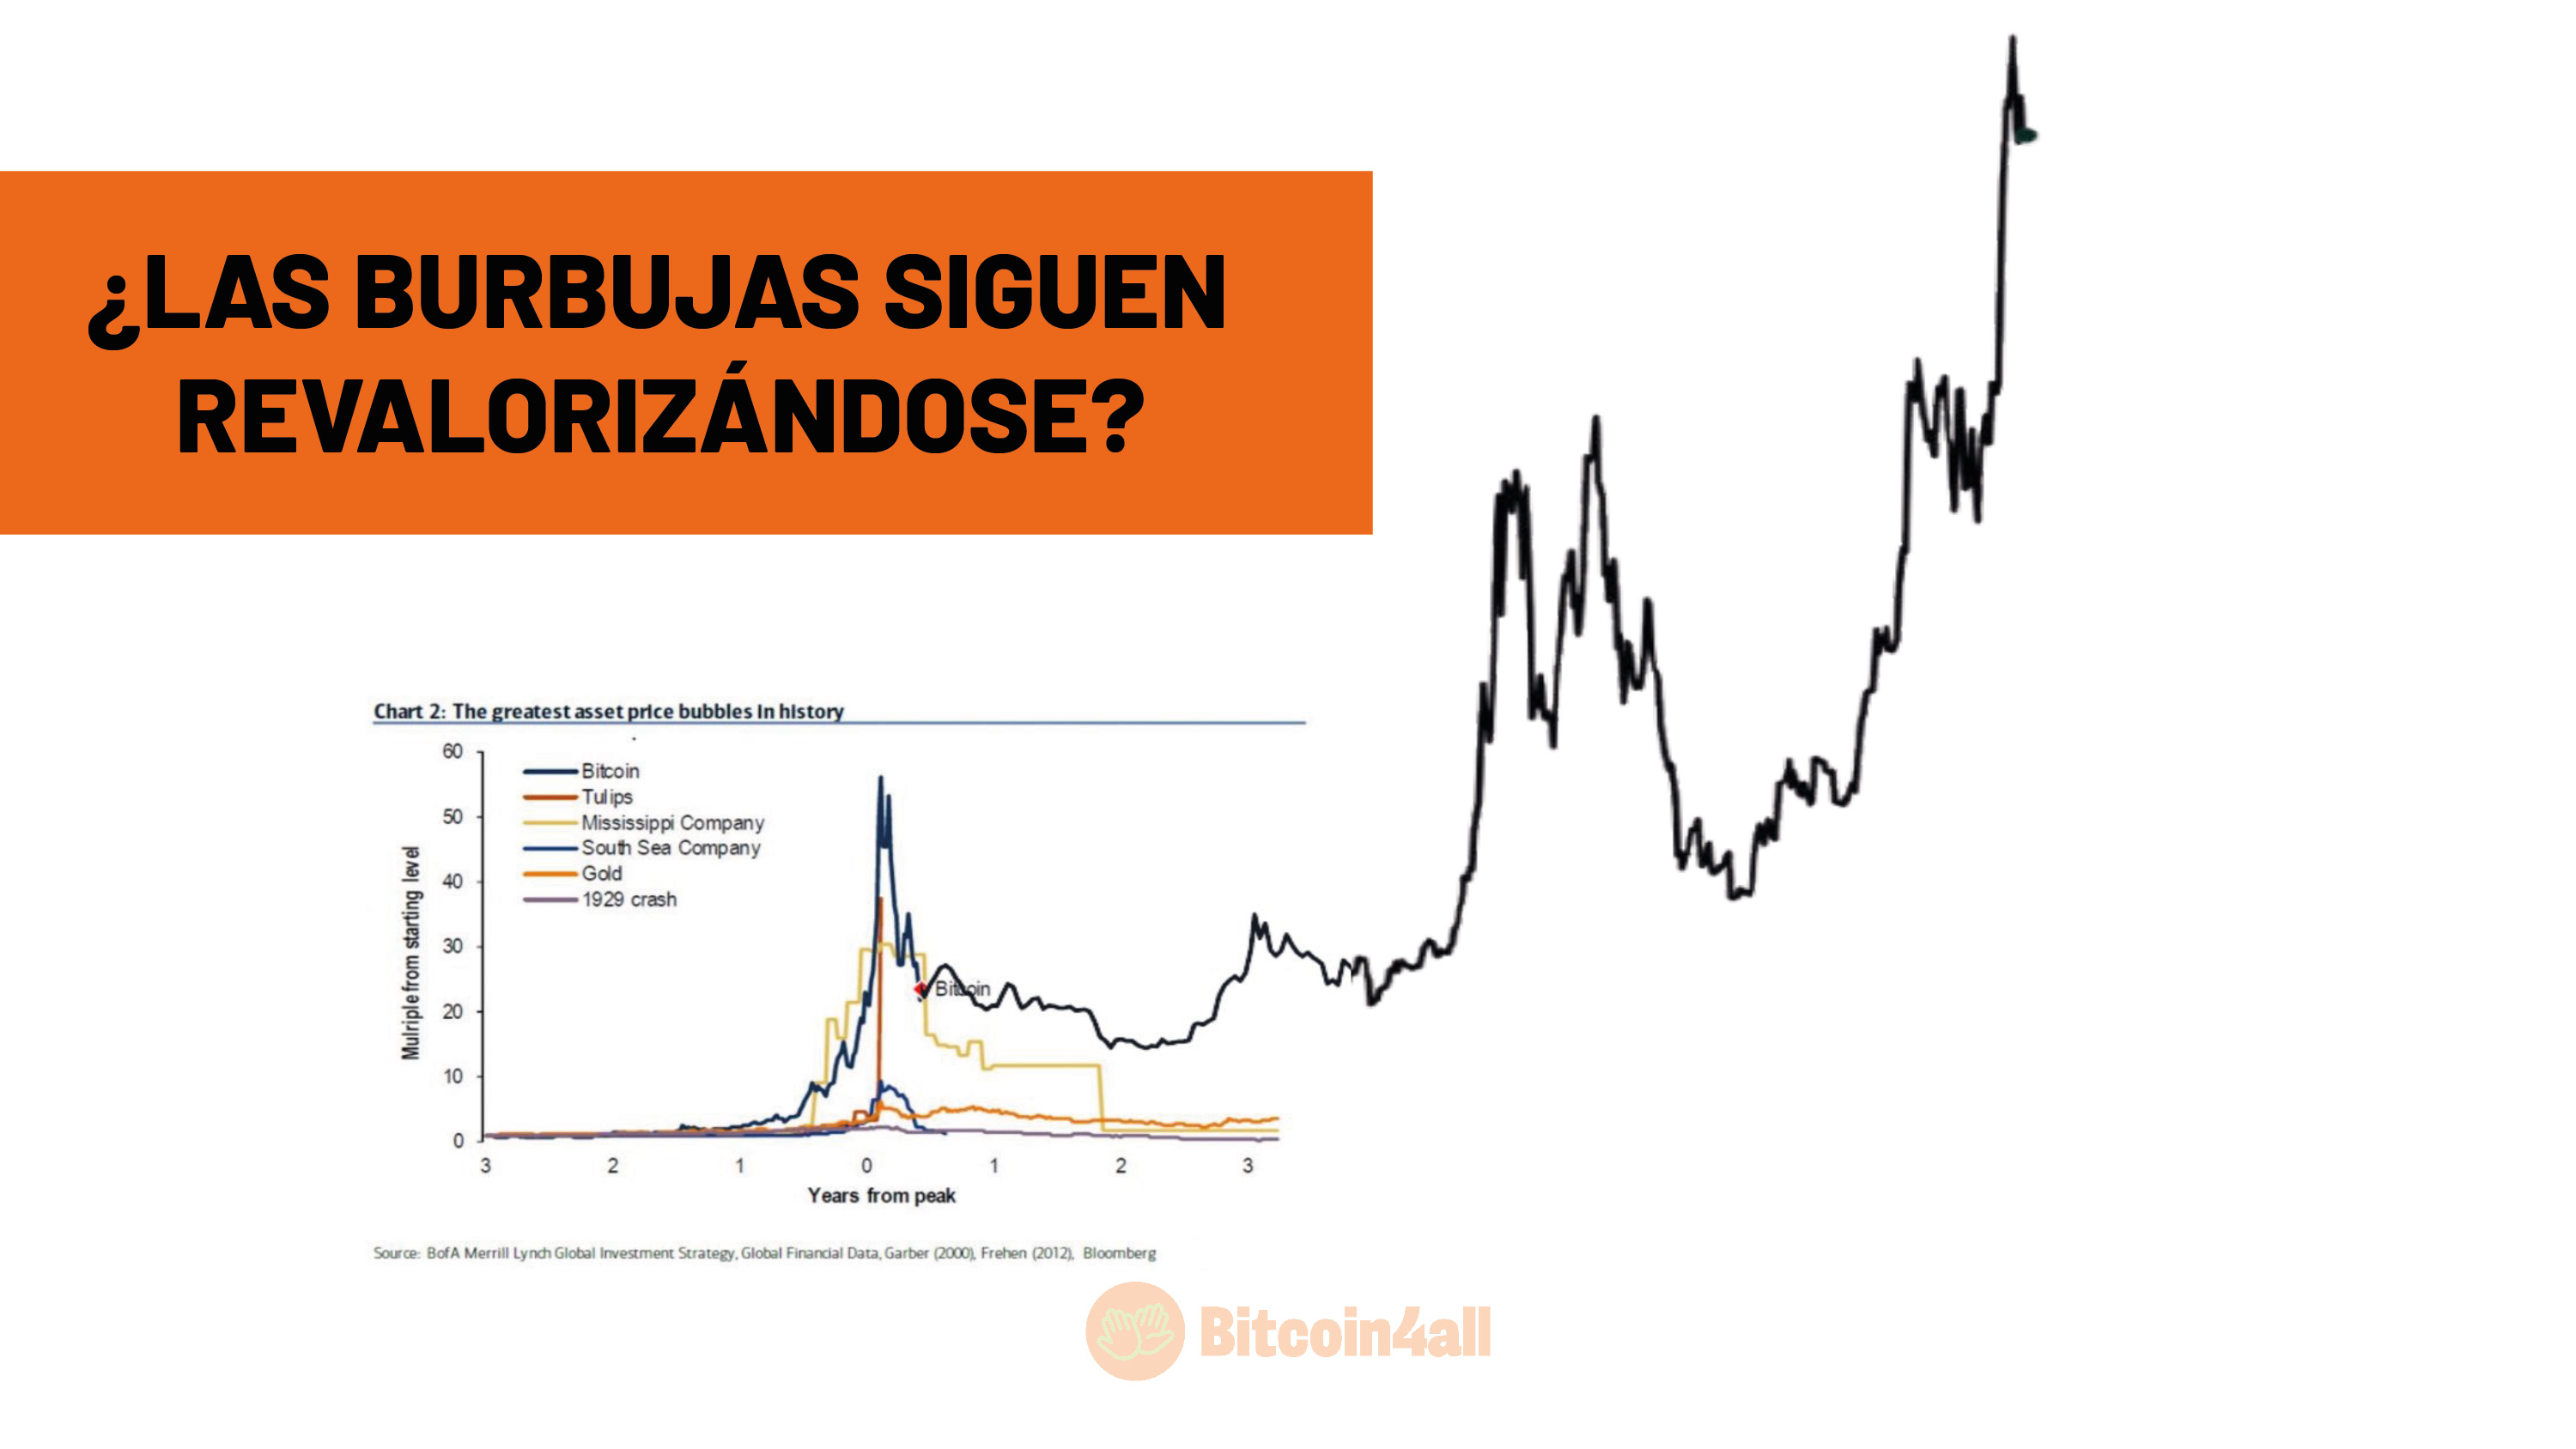 ¿LAS BURBUJAS SIGUEN
REVALORIZÁNDOSE?
Chart 2: The greatest asset price bubbles in history
60
50
40
30
20
10
0
Mulriple from starting level
Bitcoin
Tulips
Mississippi Company
South Sea Company
Gold
1929 crash
Bitcoin
3 2 1 0 1 2 3
Years from peak
Source: BofA Merrill Lynch Global Investment Strategy, Global Financial Data, Garber (2000), Frehen (2012), Bloomberg
Bitcoin4all